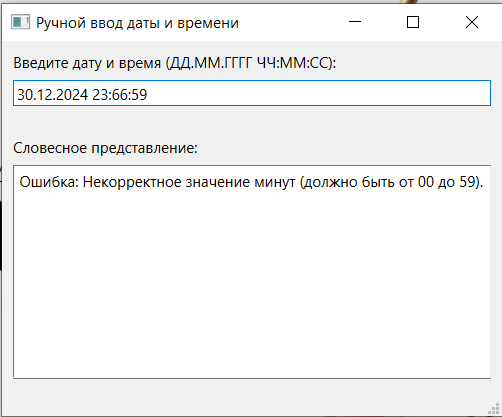 Ручной ввод даты и времени
Введите дату и время (ДД.ММ.ГГГГ ЧЧ:ММ:СС):
30.12.2024 23:66:59
Словесное представление:
Ошибка: Некорректное значение минут (должно быть от 00 до 59).